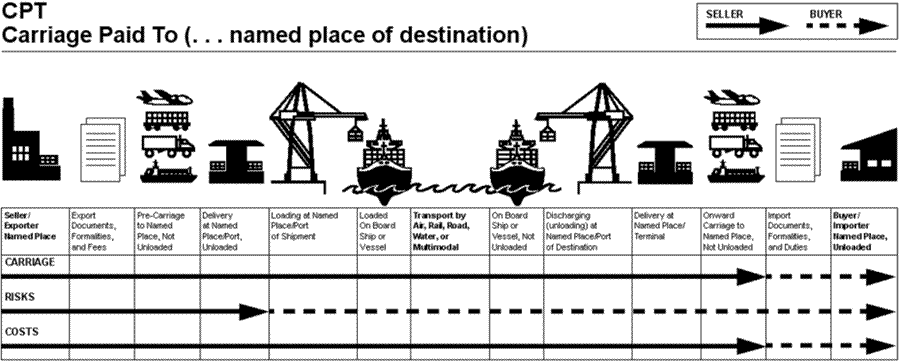 CPT
Carriage Paid To (. . . named place of destination)
SELLER
BUYER
Seller/
Exporter
Named Place
Export
Documents,
Formalities,
and Fees
Pre-Carriage
to Named
Place, Not
Unloaded
Delivery
at Named
Place/Port,
Unloaded
Loading at Named
Place/Port
of Shipment
Loaded
On Board
Ship or
Vessel
Transport by
Air, Rail, Road,
Water, or
Multimodal
On Board
Ship or
Vessel, Not
Unloaded
Discharging
(unloading) at
Named Place/Port
of Destination
Delivery at
Named Place/
Terminal
Onward
Carriage to
Named Place,
Not Unloaded
Import
Documents,
Formalities,
and Duties
Buyer/
Importer
Named Place,
Unloaded
CARRIAGE
RISKS
COSTS